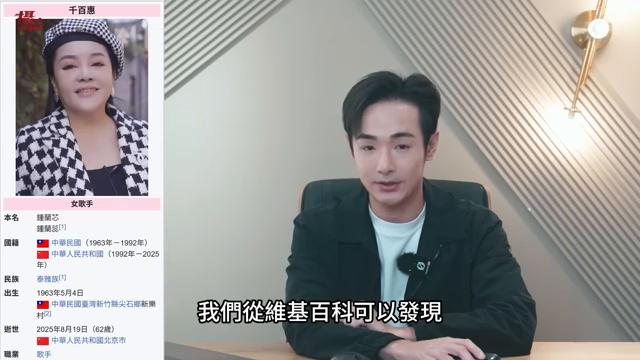 千百惠
女歌手
本名 鍾蘭芯
鍾蘭蕊[1]
國籍 中華民國（1963年－1992年）
中華人民共和國（1992年－2025年）
民族 泰雅族[1]
出生 1963年5月4日
中華民國臺灣新竹縣尖石鄉新樂村[2]
逝世 2025年8月19日（62歲）
中華人民共和國北京市
職業 歌手
我們從維基百科可以發現